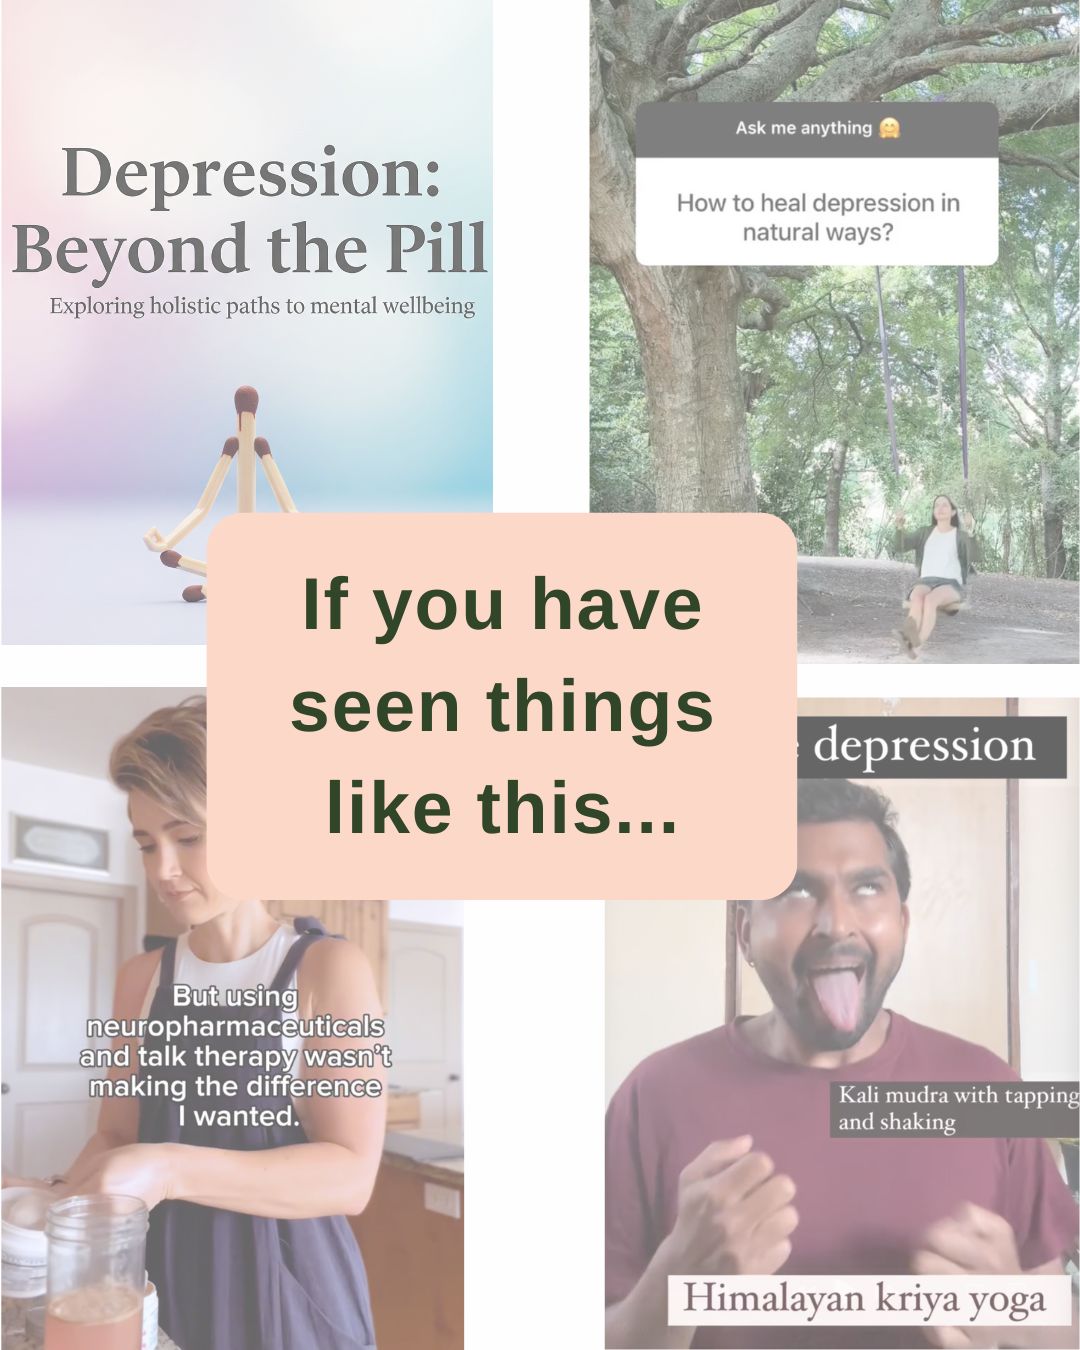 Depression:
Beyond the Pill
Exploring holistic paths to mental wellbeing
Ask me anything 🤗
How to heal depression in
natural ways?
If you have
seen things
like this...
But using
neuropharmaceuticals
and talk therapy wasn't
making the difference
I wanted.
depression
Kali mudra with tapping
and shaking
Himalayan kriya yoga